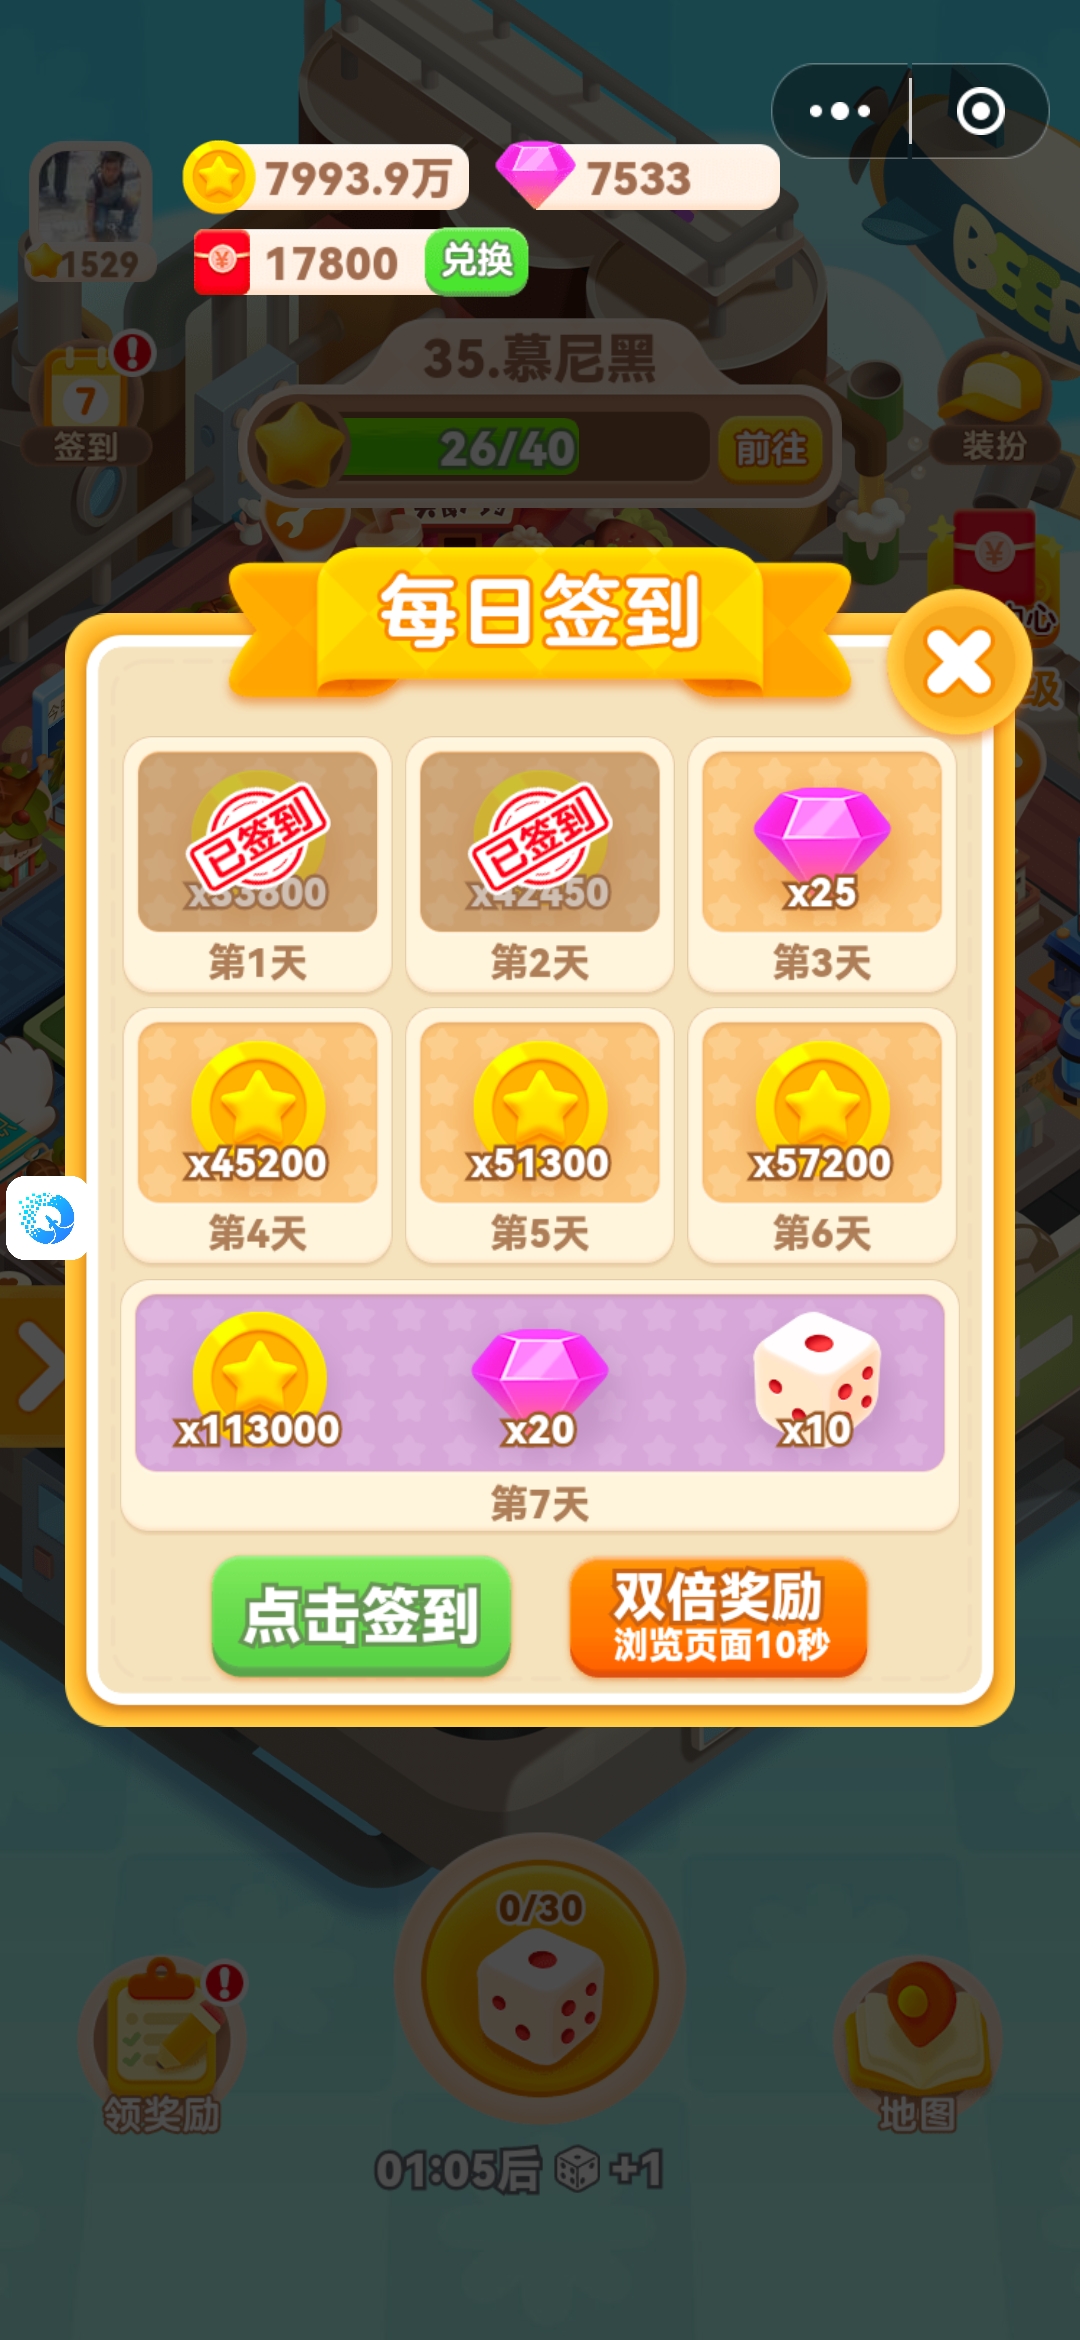 7993.9万
7533
1529
17800
兑换
35.慕尼黑
7
签到
26/40
前往
装扮
每日签到
已签到
x33800
第1天
已签到
x42450
第2天
x25
第3天
x45200
第4天
x51300
第5天
x57200
第6天
x113000
x20
x10
第7天
点击签到
双倍奖励
浏览页面10秒
0/30
领奖励
地图
01:05后 +1
BEER
心
级